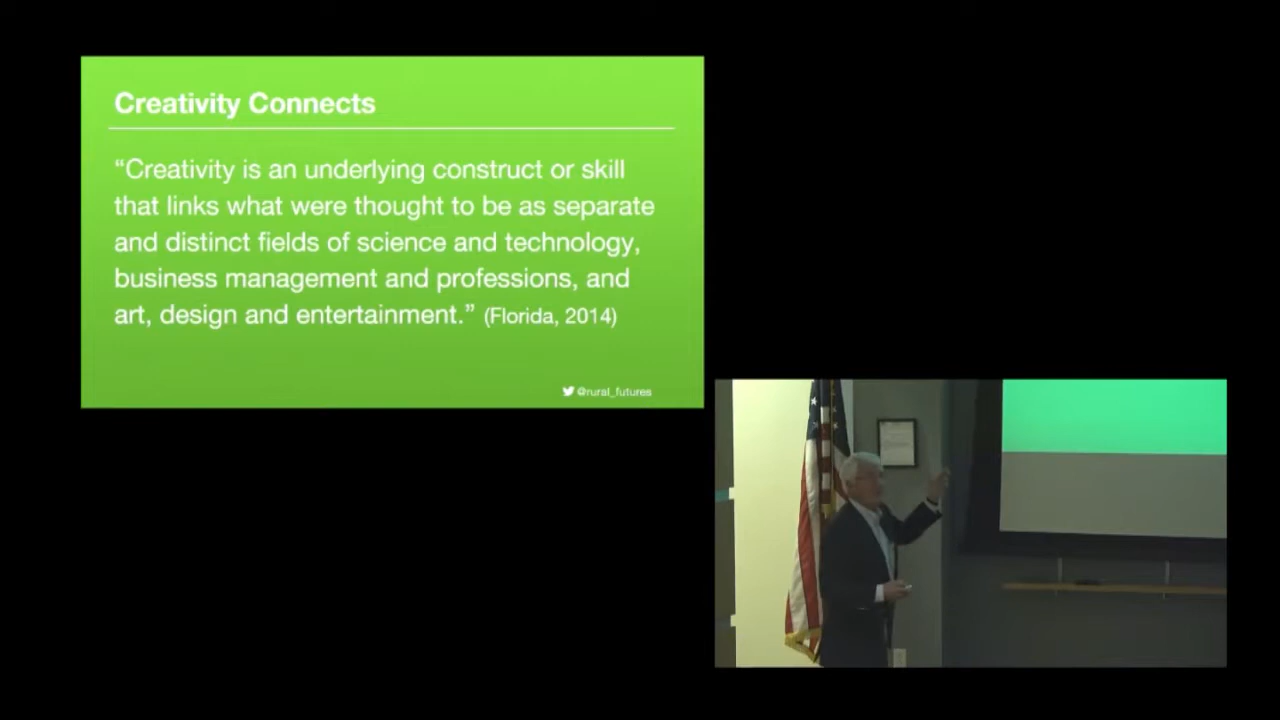 Creativity Connects
“Creativity is an underlying construct or skill
that links what were thought to be as separate
and distinct fields of science and technology,
business management and professions, and
art, design and entertainment.” (Florida, 2014)
@rural_futures